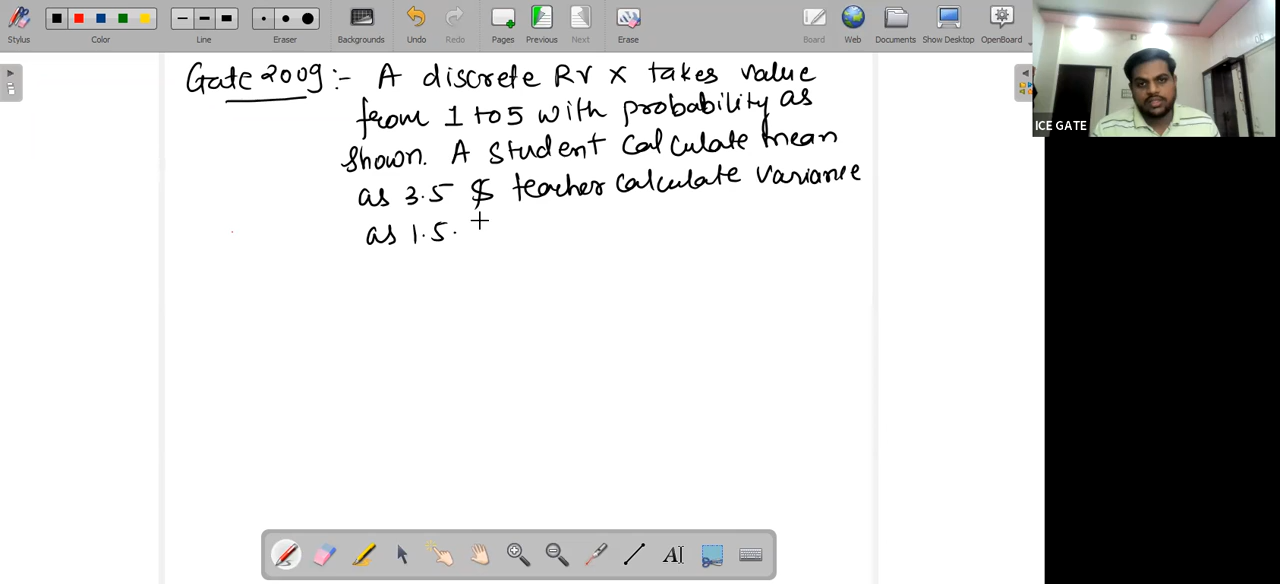 Stylus
Color
Line
Eraser
Backgrounds
Undo
Redo
Pages
Previous
Next
Erase
Board
Web
Documents
Show Desktop
OpenBoard
Gate 2009:- A discrete Rv X takes value
from 1 to 5 with probability as
shown. A student calculate mean
as 3.5 & teacher calculate variance
as 1.5.
ICE GATE